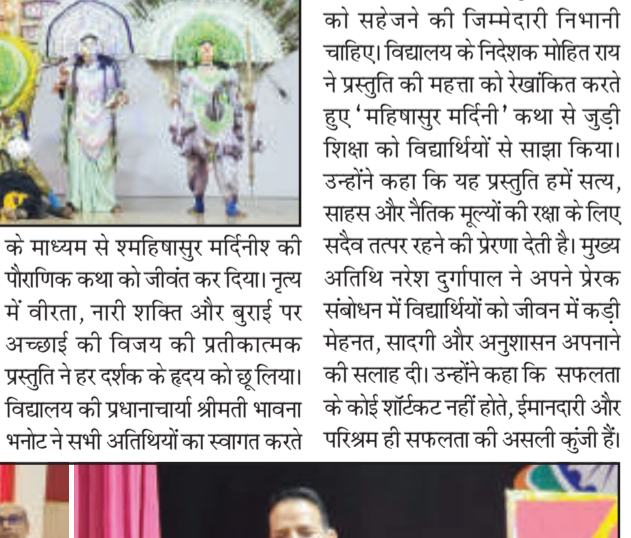 के माध्यम से श्महिषासुर मर्दिनीश की
पौराणिक कथा को जीवंत कर दिया। नृत्य
में वीरता, नारी शक्ति और बुराई पर
अच्छाई की विजय की प्रतीकात्मक
प्रस्तुति ने हर दर्शक के हृदय को छू लिया।
विद्यालय की प्रधानाचार्या श्रीमती भावना
भनोट ने सभी अतिथियों का स्वागत करते
को सहेजने की जिम्मेदारी निभानी
चाहिए। विद्यालय के निदेशक मोहित राय
ने प्रस्तुति की महत्ता को रेखांकित करते
हुए ‘महिषासुर मर्दिनी’ कथा से जुड़ी
शिक्षा को विद्यार्थियों से साझा किया।
उन्होंने कहा कि यह प्रस्तुति हमें सत्य,
साहस और नैतिक मूल्यों की रक्षा के लिए
सदैव तत्पर रहने की प्रेरणा देती है। मुख्य
अतिथि नरेश दुर्गापाल ने अपने प्रेरक
संबोधन में विद्यार्थियों को जीवन में कड़ी
मेहनत, सादगी और अनुशासन अपनाने
की सलाह दी। उन्होंने कहा कि सफलता
के कोई शॉर्टकट नहीं होते, ईमानदारी और
परिश्रम ही सफलता की असली कुंजी हैं।